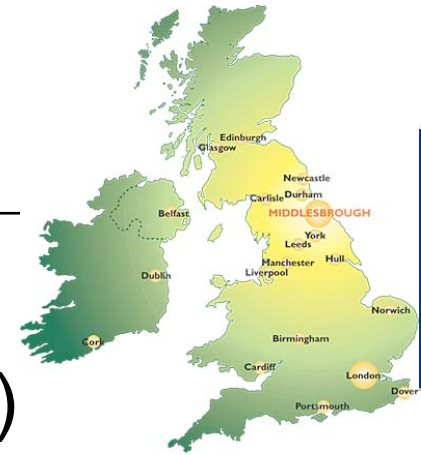 Edinburgh
Glasgow
Newcastle
Carlisle Durham
Belfast
MIDDLESBROUGH
York
Leeds
Manchester
Hull
Liverpool
Dublin
Norwich
Cork
Birmingham
Cardiff
London
Dover
Portsmouth
)